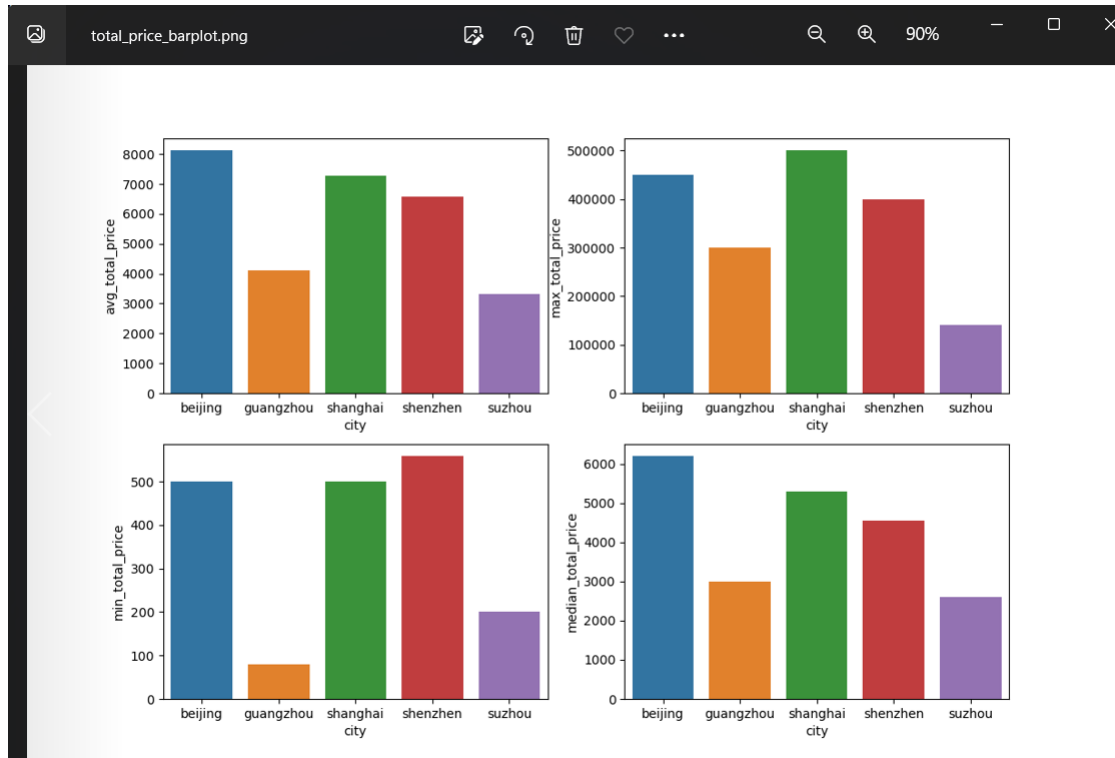 total_price_barplot.png
90%
avg_total_price
8000
7000
6000
5000
4000
3000
2000
1000
0
beijing guangzhou shanghai shenzhen suzhou
city
max_total_price
500000
400000
300000
200000
100000
0
beijing guangzhou shanghai shenzhen suzhou
city
min_total_price
500
400
300
200
100
0
beijing guangzhou shanghai shenzhen suzhou
city
median_total_price
6000
5000
4000
3000
2000
1000
0
beijing guangzhou shanghai shenzhen suzhou
city